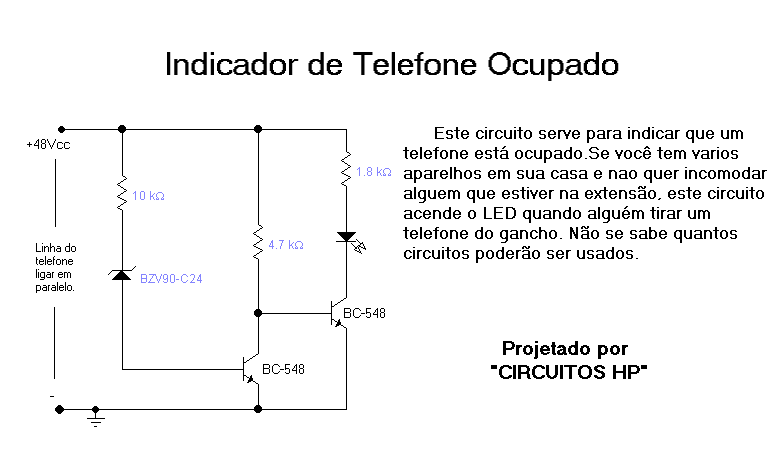 Indicador de Telefone Ocupado
Este circuito serve para indicar que um
telefone está ocupado.Se você tem varios
aparelhos em sua casa e nao quer incomodar
alguem que estiver na extensão, este circuito
acende o LED quando alguém tirar um
telefone do gancho. Não se sabe quantos
circuitos poderão ser usados.
+48Vcc
1.8 kΩ
10 kΩ
4.7 kΩ
Linha do
telefone
ligar em
paralelo.
BZV90-C24
BC-548
BC-548
-
Projetado por
"CIRCUITOS HP"